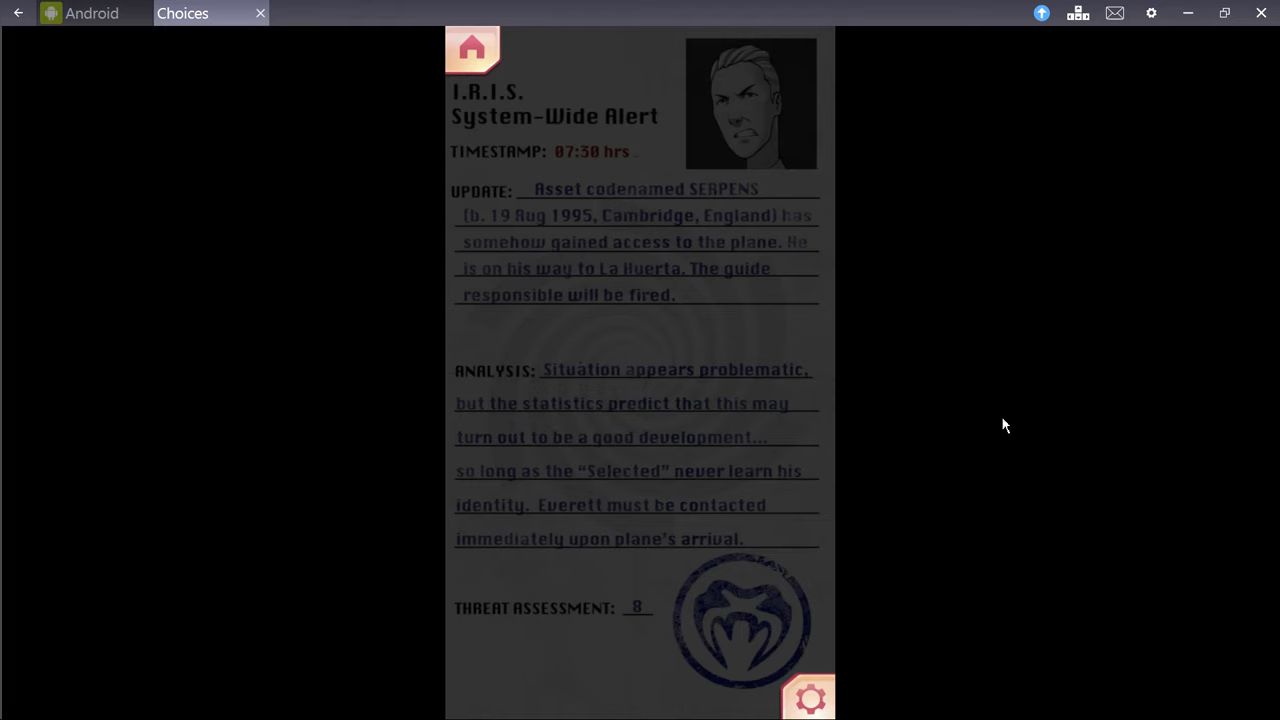 Android
Choices
I.R.I.S.
System-Wide Alert
TIMESTAMP: 07:30 hrs
UPDATE: Asset codenamed SERPENS
(b. 19 Aug 1995, Cambridge, England) has
somehow gained access to the plane. He
is on his way to La Huerta. The guide
responsible will be fired.
ANALYSIS: Situation appears problematic,
but the statistics predict that this may
turn out to be a good development...
so long as the “Selected” never learn his
identity. Everett must be contacted
immediately upon plane's arrival.
THREAT ASSESSMENT: 8